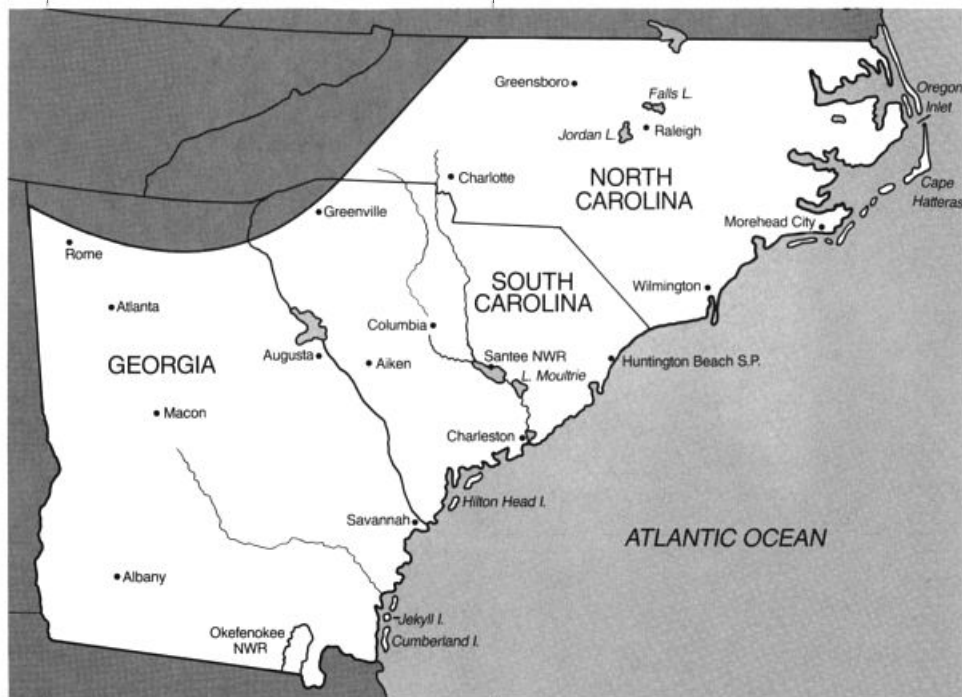 Greensboro
Falls L.
Oregon
Inlet
Jordan L.
Raleigh
Charlotte
NORTH
CAROLINA
Cape
Hatteras
Greenville
Morehead City
Rome
SOUTH
CAROLINA
Wilmington
Atlanta
Columbia
GEORGIA
Augusta
Aiken
Santee NWR
Huntington Beach S.P.
L. Moultrie
Macon
Charleston
Hilton Head I.
Savannah
ATLANTIC OCEAN
Albany
Jekyll I.
Okefenokee
NWR
Cumberland I.